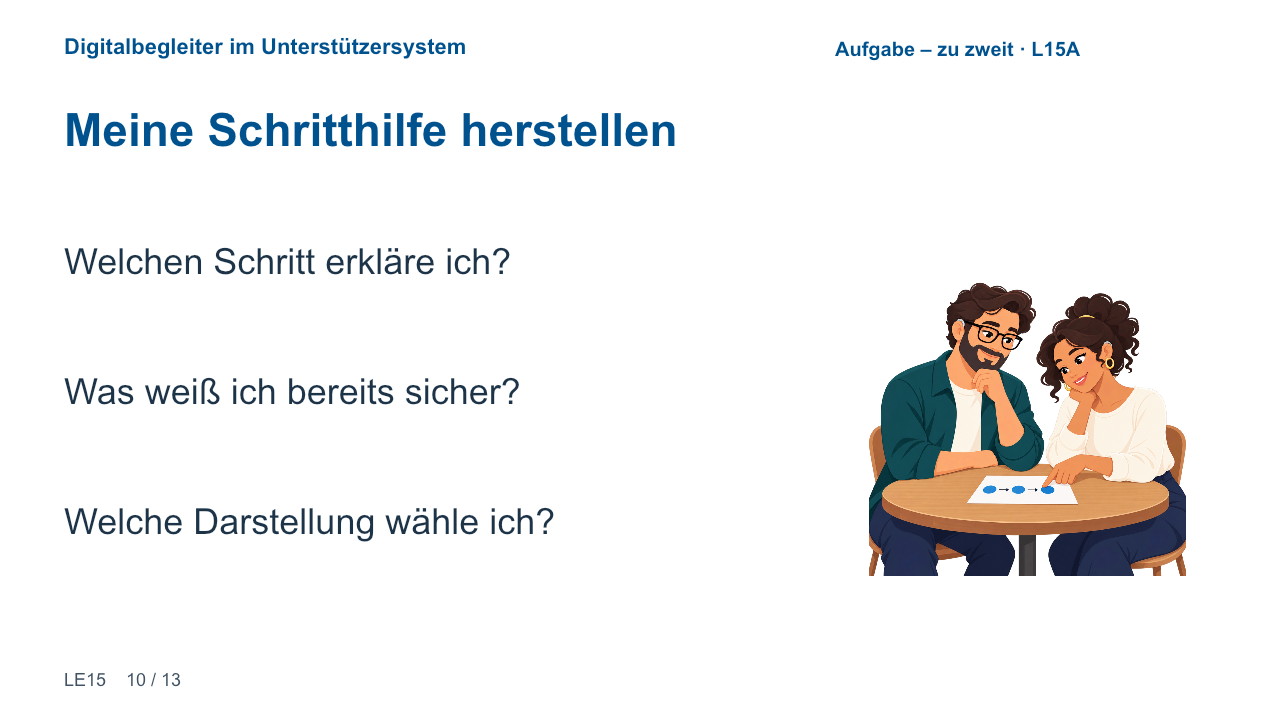 Digitalbegleiter im Unterstützersystem
Aufgabe – zu zweit · L15A
Meine Schritthilfe herstellen
Welchen Schritt erkläre ich?
Was weiß ich bereits sicher?
Welche Darstellung wähle ich?
LE15 10 / 13